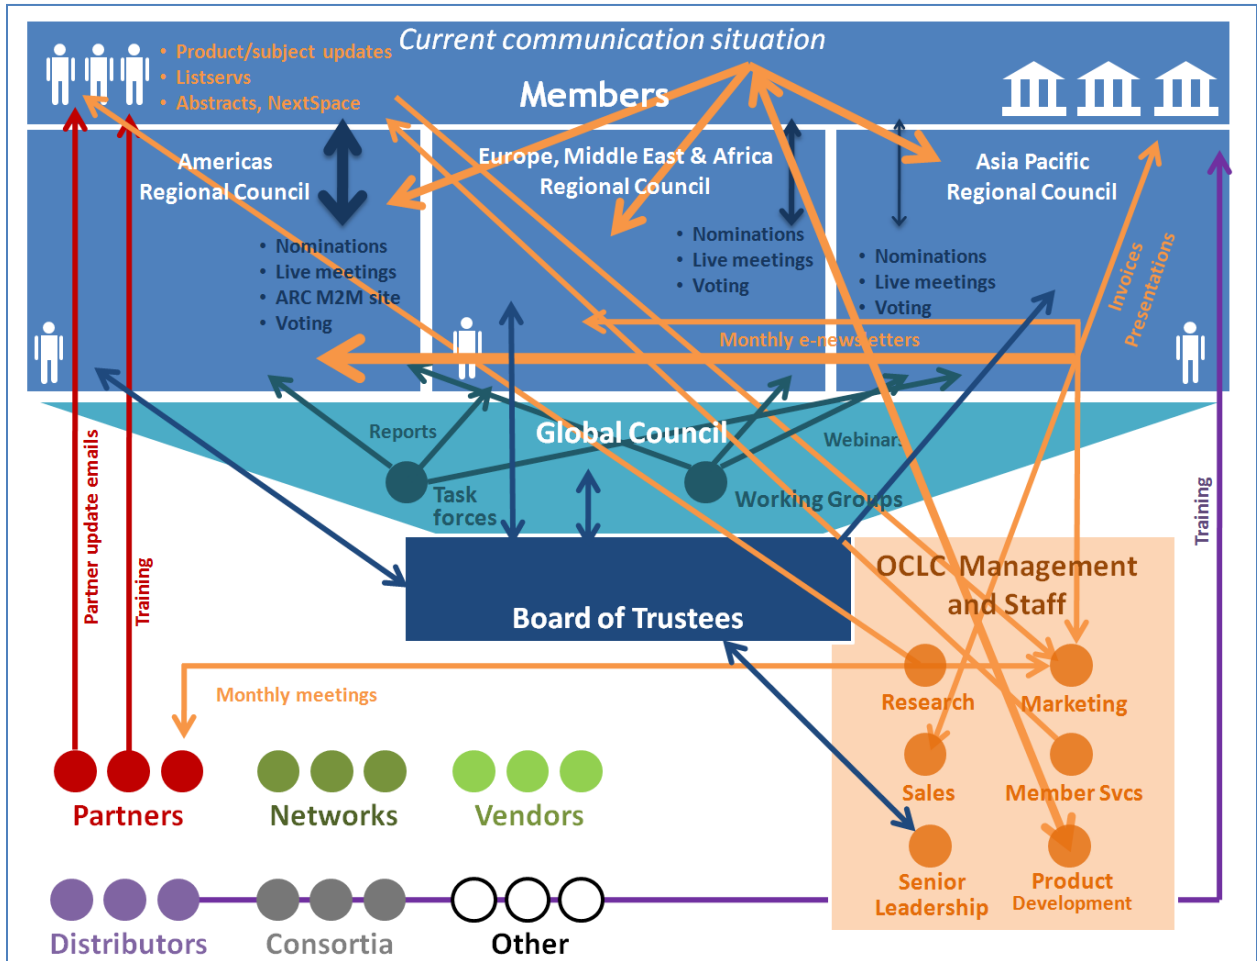 Current communication situation
• Product/subject updates
• Listservs
• Abstracts, NextSpace
Members
Americas
Regional Council
Europe, Middle East & Africa
Regional Council
Asia Pacific
Regional Council
• Nominations
• Live meetings
• ARC M2M site
• Voting
• Nominations
• Live meetings
• Voting
• Nominations
• Live meetings
• Voting
Invoices
Presentations
Monthly e-newsletters
Reports
Global Council
Webinars
Task
forces
Working Groups
Partner update emails
Training
Training
Board of Trustees
OCLC Management
and Staff
Research
Marketing
Monthly meetings
Sales
Member Svcs
Partners
Networks
Vendors
Senior
Leadership
Product
Development
Distributors
Consortia
Other